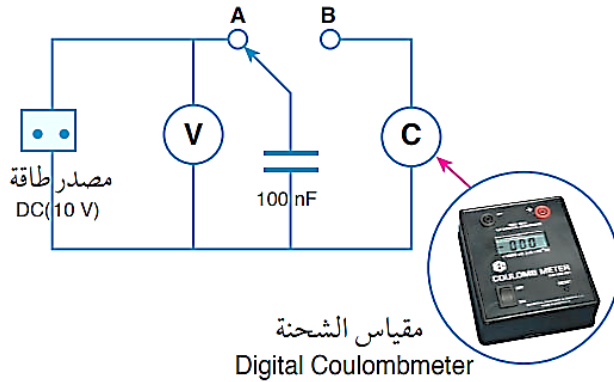 A
B
V
C
مصدر طاقة
DC(10 V)
100 nF
-000
COULOMB METER
مقياس الشحنة
Digital Coulombmeter